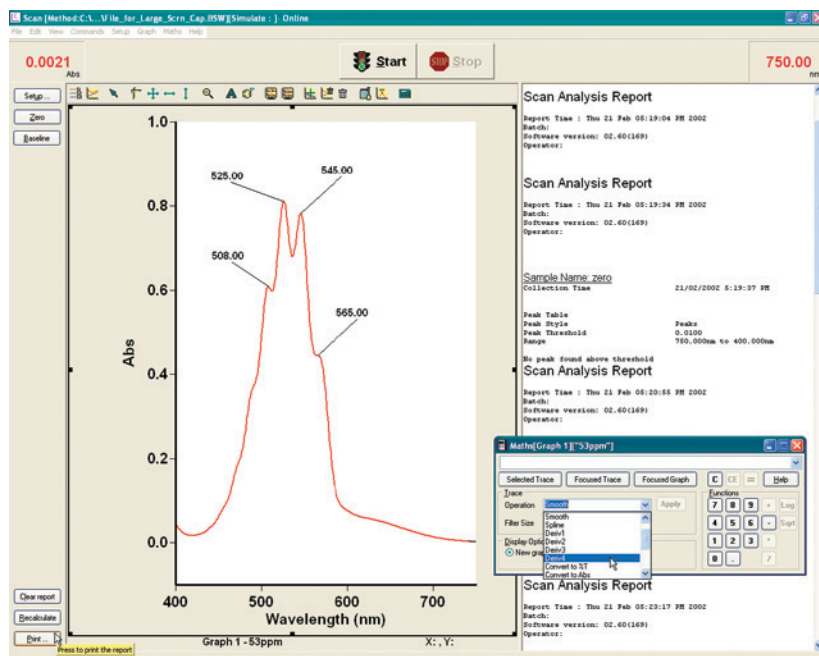 Scan [Method:C:\...\File_for_Large_Scrn_Cap.BSW][Simulate : ]- Online
File Edit View Commands Setup Graph Maths Help
0.0021
Abs
Start
Stop
750.00
nm
Setup ...
Zero
Baseline
1.0
0.8
0.6
0.4
0.2
0.0
Abs
525.00
545.00
508.00
565.00
400 500 600 700
Wavelength (nm)
Graph 1 - 53ppm
X: , Y:
Clear report
Recalculate
Print ...
Press to print the report
Scan Analysis Report
Report Time : Thu 21 Feb 05:19:04 PM 2002
Batch:
Software version: 02.60(169)
Operator:
Scan Analysis Report
Report Time : Thu 21 Feb 05:19:34 PM 2002
Batch:
Software version: 02.60(169)
Operator:
Sample Name: zero
Collection Time 21/02/2002 5:19:37 PM
Peak Table
Peak Style Peaks
Peak Threshold 0.0100
Range 750.000nm to 400.000nm
No peak found above threshold
Scan Analysis Report
Report Time : Thu 21 Feb 05:20:55 PM 2002
Batch:
Software version: 02.60(169)
Operator:
Maths[Graph 1]["53ppm"]
Selected Trace Focused Trace Focused Graph C CE = Help
Trace
Operation Smooth Apply
Filter Size
Display Optio
New grap
Smooth
Spline
Deriv1
Deriv2
Deriv3
Deriv4
Convert to %T
Convert to Abs
Functions
7 8 9 + Log
4 5 6 - Sqrt
1 2 3 *
0 . /
Scan Analysis Report
Report Time : Thu 21 Feb 05:23:17 PM 2002
Batch:
Software version: 02.60(169)
Operator: